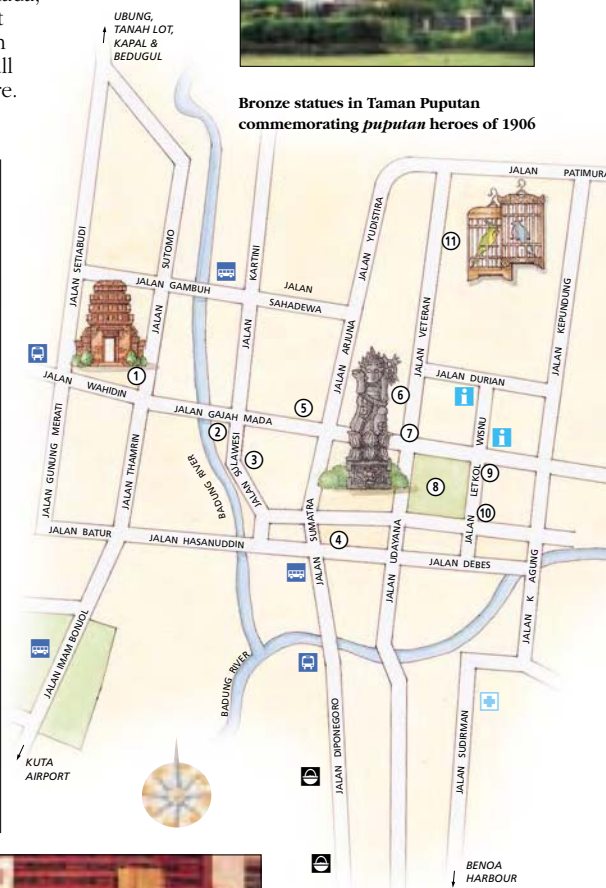 t
ll
re.
UBUNG,
TANAH LOT,
KAPAL &
BEDUGUL
Bronze statues in Taman Puputan
commemorating puputan heroes of 1906
JALAN PATIMURA
11
JALAN YUDISTIRA
JALAN SETIABUDI
SUTOMO
JALAN
KARTINI
JALAN
JALAN GAMBUH
JALAN
SAHADEWA
JALAN ARJUNA
JALAN VETERAN
JALAN KEPUNDUNG
JALAN DURIAN
1
JALAN WAHIDIN
JALAN GAJAH MADA
5
6
7
2
3
JALAN SULAWESI
BADUNG RIVER
JALAN GUNUNG MERATI
JALAN THAMRIN
i
i
WISNU
LETKOL
JALAN
8
9
10
JALAN BATUR
JALAN HASANUDDIN
SUMATRA
JALAN
4
JALAN UDAYANA
JALAN DEBES
JALAN K AGUNG
JALAN IMAM BONJOL
BADUNG RIVER
JALAN DIPONEGORO
JALAN SUDIRMAN
KUTA
AIRPORT
BENOA
HARBOUR